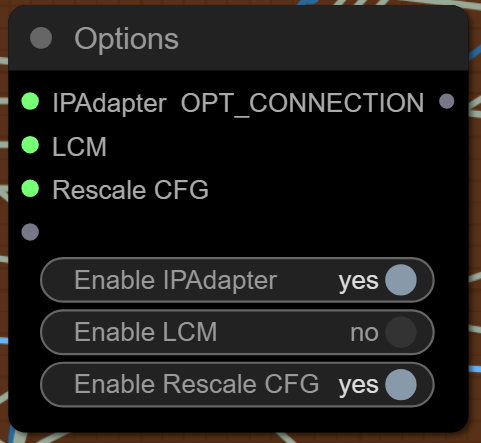 Options
IPAdapter OPT_CONNECTION
LCM
Rescale CFG
Enable IPAdapter yes
Enable LCM no
Enable Rescale CFG yes